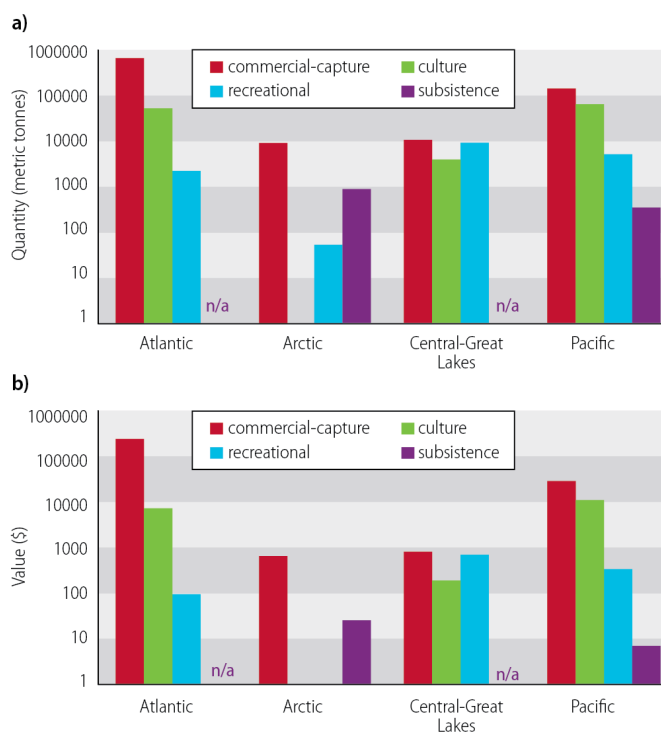 a)
Quantity (metric tonnes)
1000000
100000
10000
1000
100
10
1
commercial-capture
culture
recreational
subsistence
n/a
n/a
Atlantic
Arctic
Central-Great
Lakes
Pacific
b)
Value ($)
1000000
100000
10000
1000
100
10
1
commercial-capture
culture
recreational
subsistence
n/a
n/a
Atlantic
Arctic
Central-Great
Lakes
Pacific